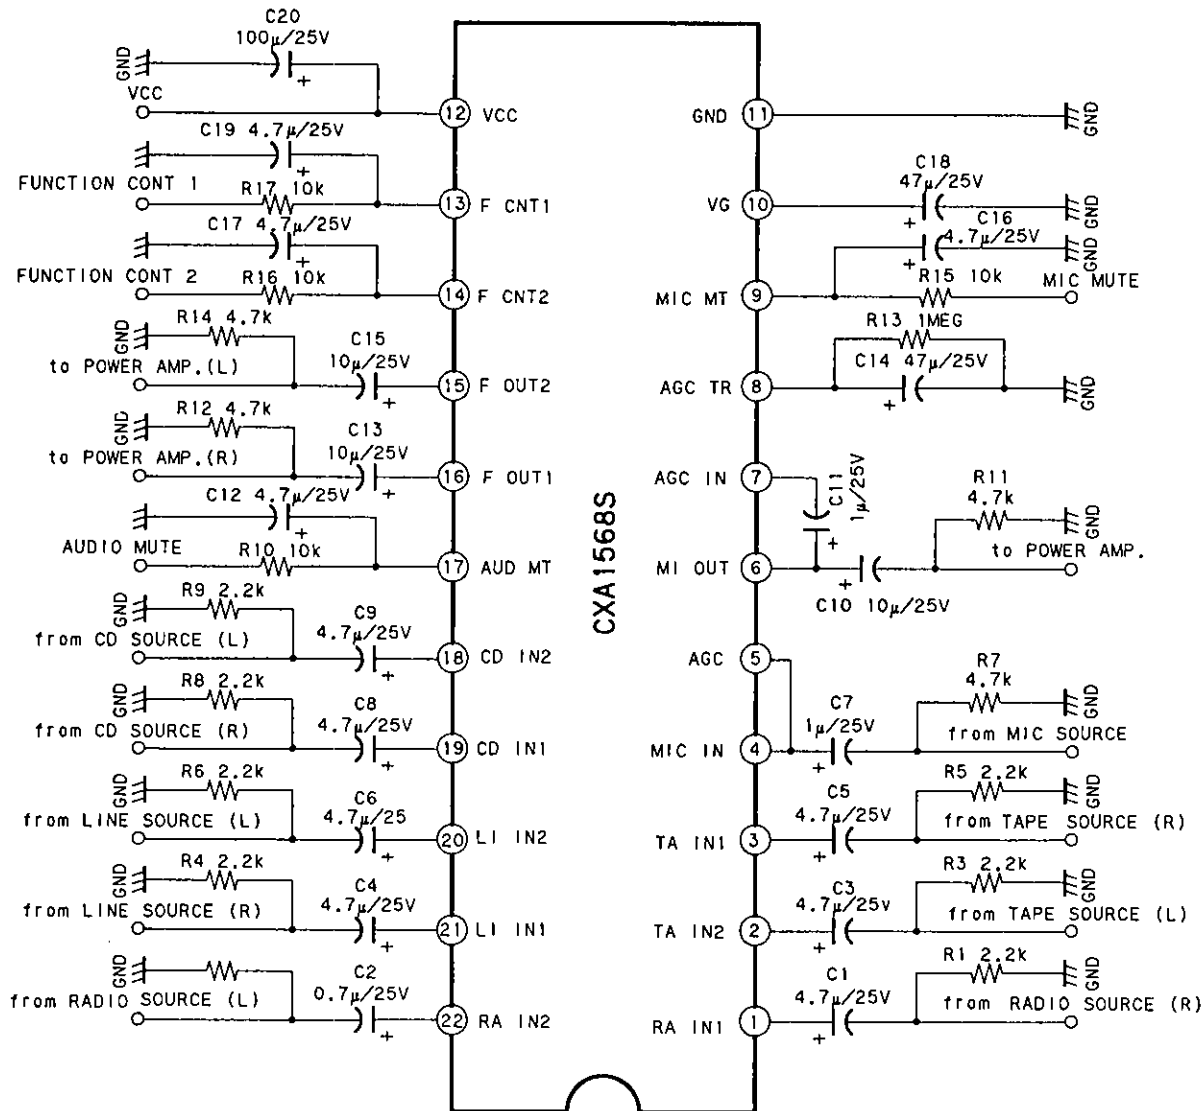 C20
100μ/25V
GND
VCC
12 VCC
C19 4.7μ/25V
FUNCTION CONT 1
R17 10k
13 F CNT1
C17 4.7μ/25V
FUNCTION CONT 2
R16 10k
14 F CNT2
R14 4.7k
GND
C15
10μ/25V
to POWER AMP.(L)
15 F OUT2
R12 4.7k
GND
C13
10μ/25V
to POWER AMP.(R)
16 F OUT1
C12 4.7μ/25V
AUDIO MUTE
R10 10k
17 AUD MT
R9 2.2k
GND
C9
4.7μ/25V
from CD SOURCE (L)
18 CD IN2
R8 2.2k
GND
C8
4.7μ/25V
from CD SOURCE (R)
19 CD IN1
R6 2.2k
GND
C6
4.7μ/25
from LINE SOURCE (L)
20 LI IN2
R4 2.2k
GND
C4
4.7μ/25V
from LINE SOURCE (R)
21 LI IN1
GND
C2
0.7μ/25V
from RADIO SOURCE (L)
22 RA IN2
CXA1568S
GND 11
GND
C18
47μ/25V
VG 10
GND
C16
4.7μ/25V
GND
MIC MT 9
R15 10k
MIC MUTE
R13 1MEG
C14 47μ/25V
AGC TR 8
GND
AGC IN 7
C11
1μ/25V
R11
4.7k
GND
to POWER AMP.
MI OUT 6
C10 10μ/25V
AGC 5
R7
4.7k
GND
C7
1μ/25V
from MIC SOURCE
MIC IN 4
R5 2.2k
GND
C5
4.7μ/25V
from TAPE SOURCE (R)
TA IN1 3
R3 2.2k
GND
C3
4.7μ/25v
from TAPE SOURCE (L)
TA IN2 2
R1 2.2k
GND
C1
4.7μ/25V
from RADIO SOURCE (R)
RA IN1 1